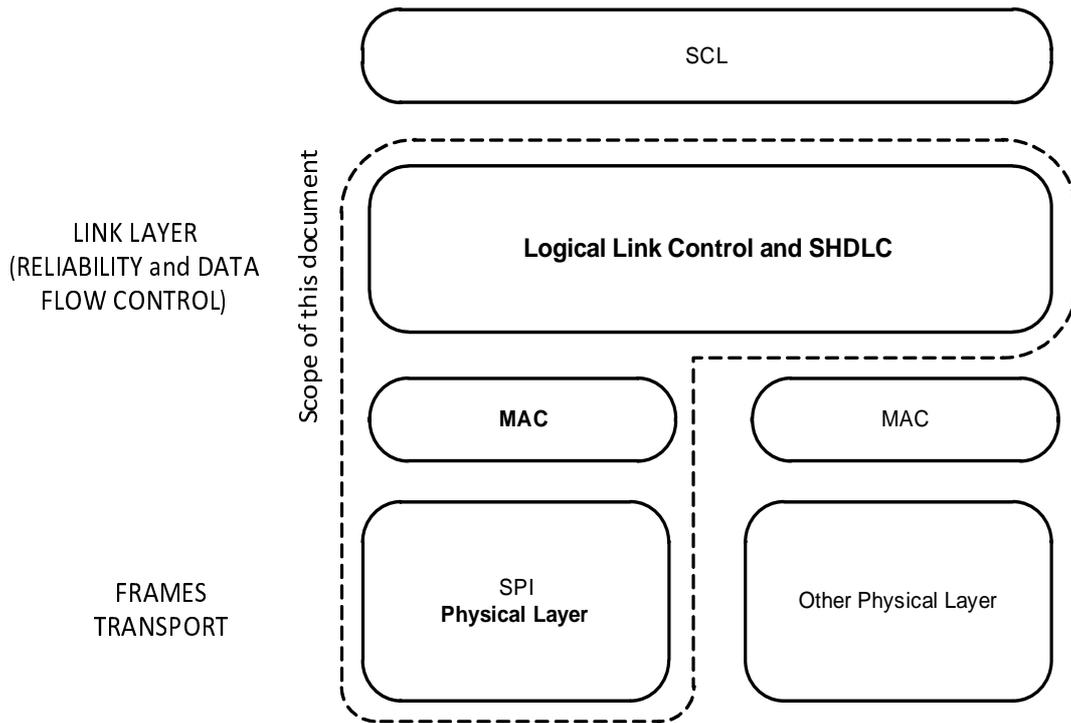 SCL
Scope of this document
LINK LAYER
(RELIABILITY and DATA
FLOW CONTROL)
Logical Link Control and SHDLC
MAC
MAC
FRAMES
TRANSPORT
SPI
Physical Layer
Other Physical Layer